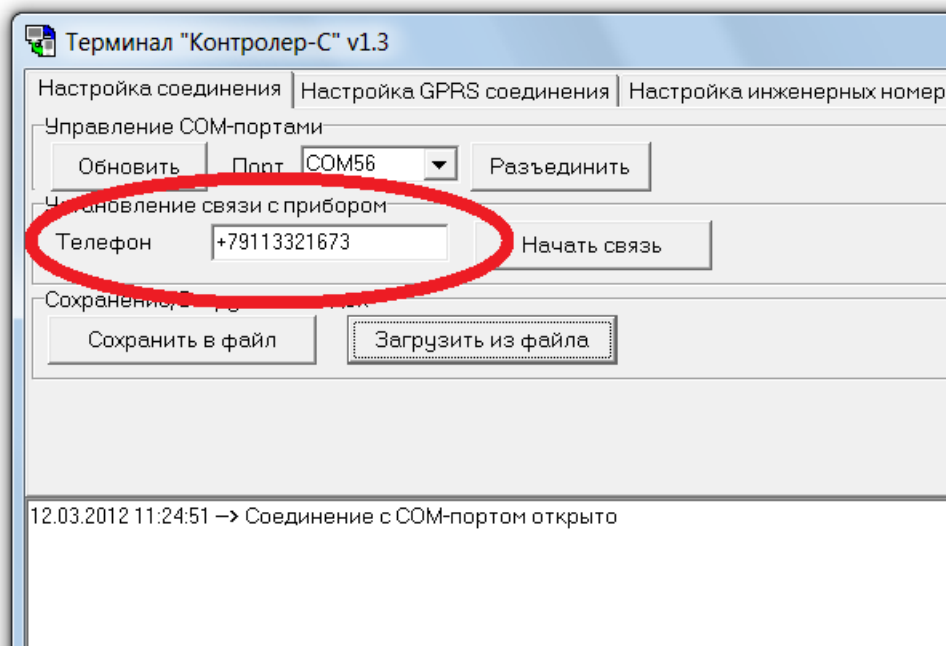 Терминал "Контролер-С" v1.3
Настройка соединения Настройка GPRS соединения Настройка инженерных номер
Управление COM-портами
Обновить Порт COM56 Разъединить
Установление связи с прибором
Телефон +79113321673 Начать связь
Сохранить в файл Загрузить из файла
12.03.2012 11:24:51 --> Соединение с COM-портом открыто